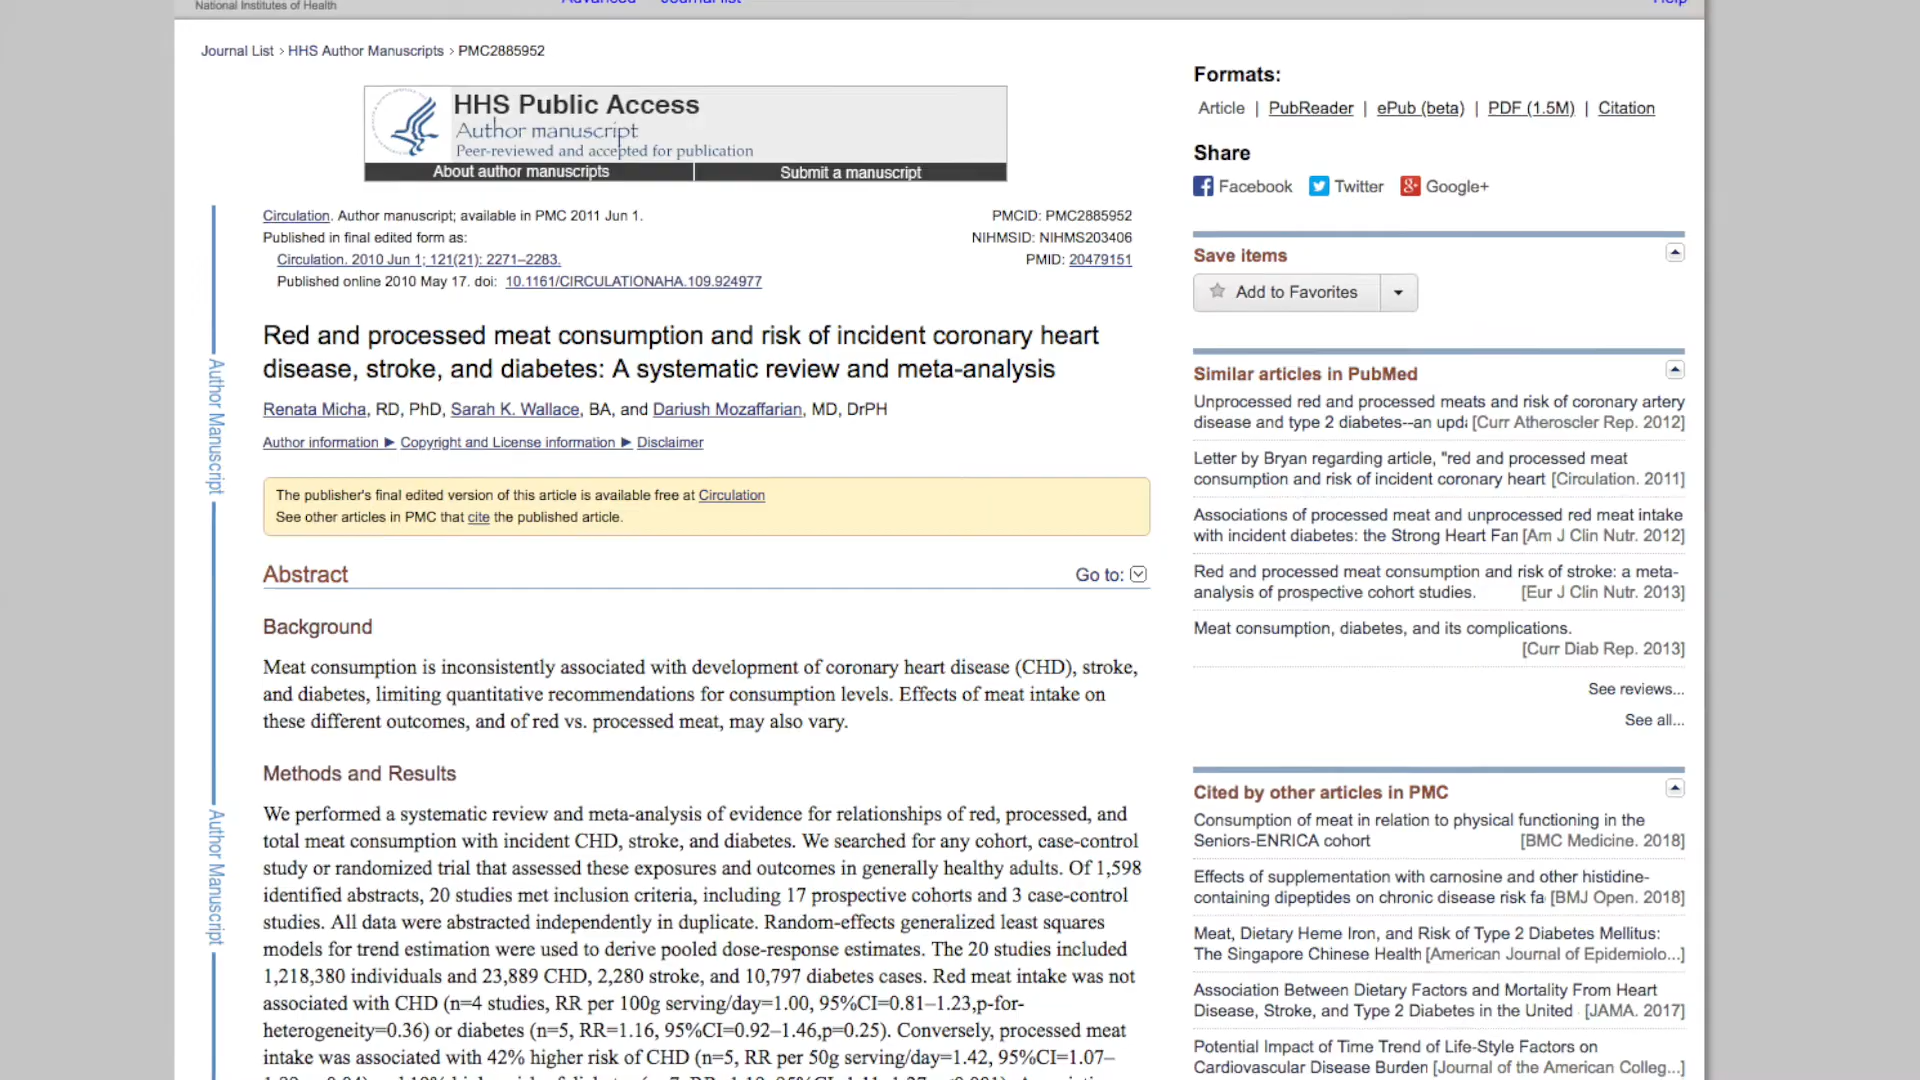 National Institutes of Health
Journal List > HHS Author Manuscripts > PMC2885952
HHS Public Access
Author manuscript
Peer-reviewed and accepted for publication
About author manuscripts
Submit a manuscript
Circulation. Author manuscript; available in PMC 2011 Jun 1.
Published in final edited form as:
Circulation. 2010 Jun 1; 121(21): 2271–2283.
Published online 2010 May 17. doi: 10.1161/CIRCULATIONAHA.109.924977
PMCID: PMC2885952
NIHMSID: NIHMS203406
PMID: 20479151
Red and processed meat consumption and risk of incident coronary heart
disease, stroke, and diabetes: A systematic review and meta-analysis
Renata Micha, RD, PhD, Sarah K. Wallace, BA, and Dariush Mozaffarian, MD, DrPH
Author information ► Copyright and License information ► Disclaimer
The publisher's final edited version of this article is available free at Circulation
See other articles in PMC that cite the published article.
Abstract
Go to:
Background
Meat consumption is inconsistently associated with development of coronary heart disease (CHD), stroke,
and diabetes, limiting quantitative recommendations for consumption levels. Effects of meat intake on
these different outcomes, and of red vs. processed meat, may also vary.
Methods and Results
We performed a systematic review and meta-analysis of evidence for relationships of red, processed, and
total meat consumption with incident CHD, stroke, and diabetes. We searched for any cohort, case-control
study or randomized trial that assessed these exposures and outcomes in generally healthy adults. Of 1,598
identified abstracts, 20 studies met inclusion criteria, including 17 prospective cohorts and 3 case-control
studies. All data were abstracted independently in duplicate. Random-effects generalized least squares
models for trend estimation were used to derive pooled dose-response estimates. The 20 studies included
1,218,380 individuals and 23,889 CHD, 2,280 stroke, and 10,797 diabetes cases. Red meat intake was not
associated with CHD (n=4 studies, RR per 100g serving/day=1.00, 95%CI=0.81–1.23,p-for-
heterogeneity=0.36) or diabetes (n=5, RR=1.16, 95%CI=0.92–1.46,p=0.25). Conversely, processed meat
intake was associated with 42% higher risk of CHD (n=5, RR per 50g serving/day=1.42, 95%CI=1.07–
Author Manuscript
Author Manuscript
Formats:
Article | PubReader | ePub (beta) | PDF (1.5M) | Citation
Share
Facebook Twitter Google+
Save items
Add to Favorites
Similar articles in PubMed
Unprocessed red and processed meats and risk of coronary artery
disease and type 2 diabetes--an upd [Curr Atheroscler Rep. 2012]
Letter by Bryan regarding article, "red and processed meat
consumption and risk of incident coronary heart [Circulation. 2011]
Associations of processed meat and unprocessed red meat intake
with incident diabetes: the Strong Heart Fan [Am J Clin Nutr. 2012]
Red and processed meat consumption and risk of stroke: a meta-
analysis of prospective cohort studies. [Eur J Clin Nutr. 2013]
Meat consumption, diabetes, and its complications.
[Curr Diab Rep. 2013]
See reviews...
See all...
Cited by other articles in PMC
Consumption of meat in relation to physical functioning in the
Seniors-ENRICA cohort [BMC Medicine. 2018]
Effects of supplementation with carnosine and other histidine-
containing dipeptides on chronic disease risk fa [BMJ Open. 2018]
Meat, Dietary Heme Iron, and Risk of Type 2 Diabetes Mellitus:
The Singapore Chinese Health [American Journal of Epidemiolo...]
Association Between Dietary Factors and Mortality From Heart
Disease, Stroke, and Type 2 Diabetes in the United [JAMA. 2017]
Potential Impact of Time Trend of Life-Style Factors on
Cardiovascular Disease Burden [Journal of the American Colleg...]